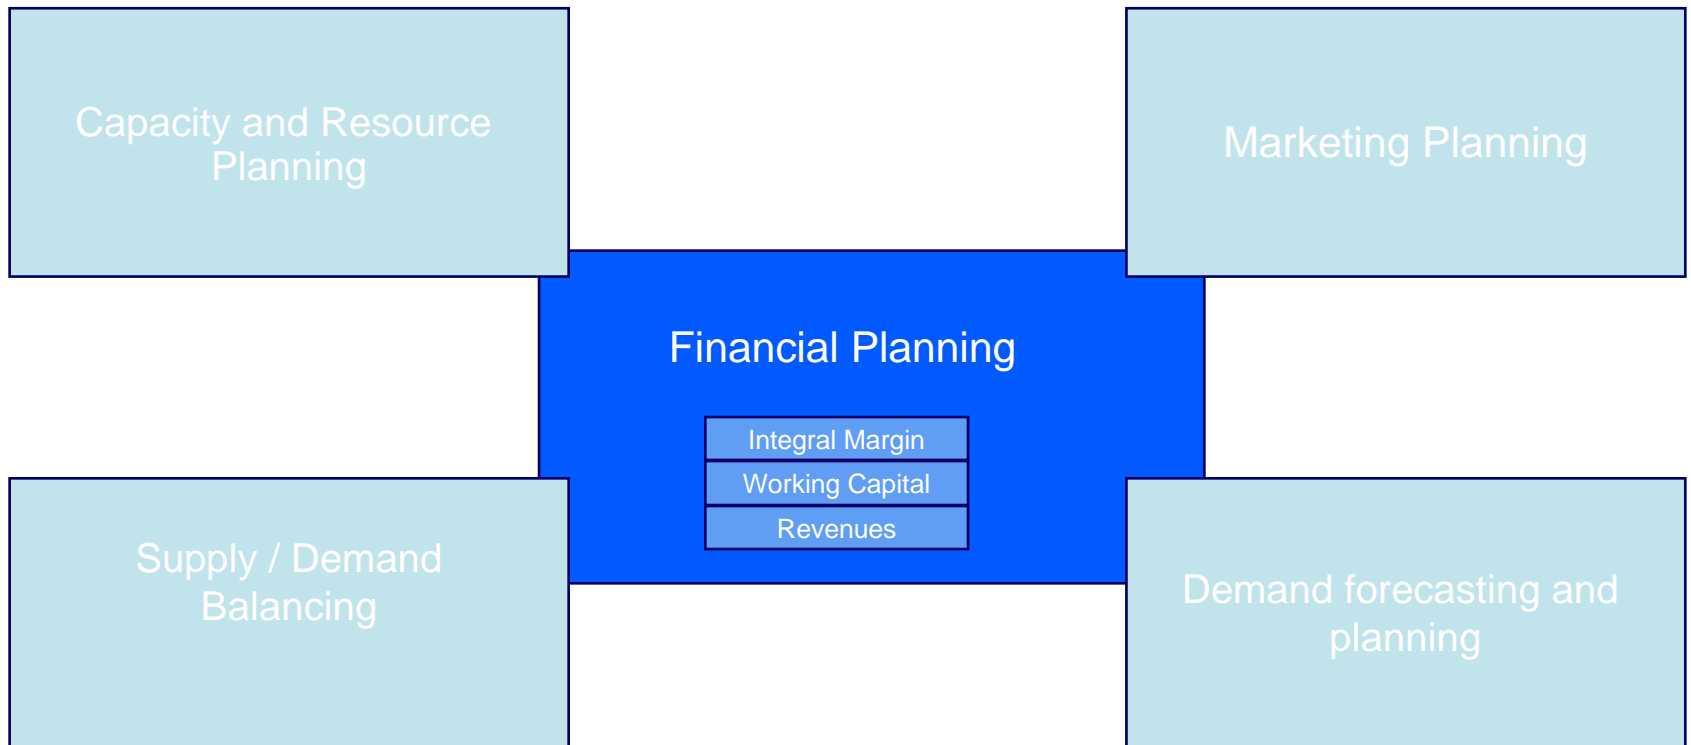 Capacity and Resource
Planning
Marketing Planning
Financial Planning
Integral Margin
Working Capital
Revenues
Supply / Demand
Balancing
Demand forecasting and
planning